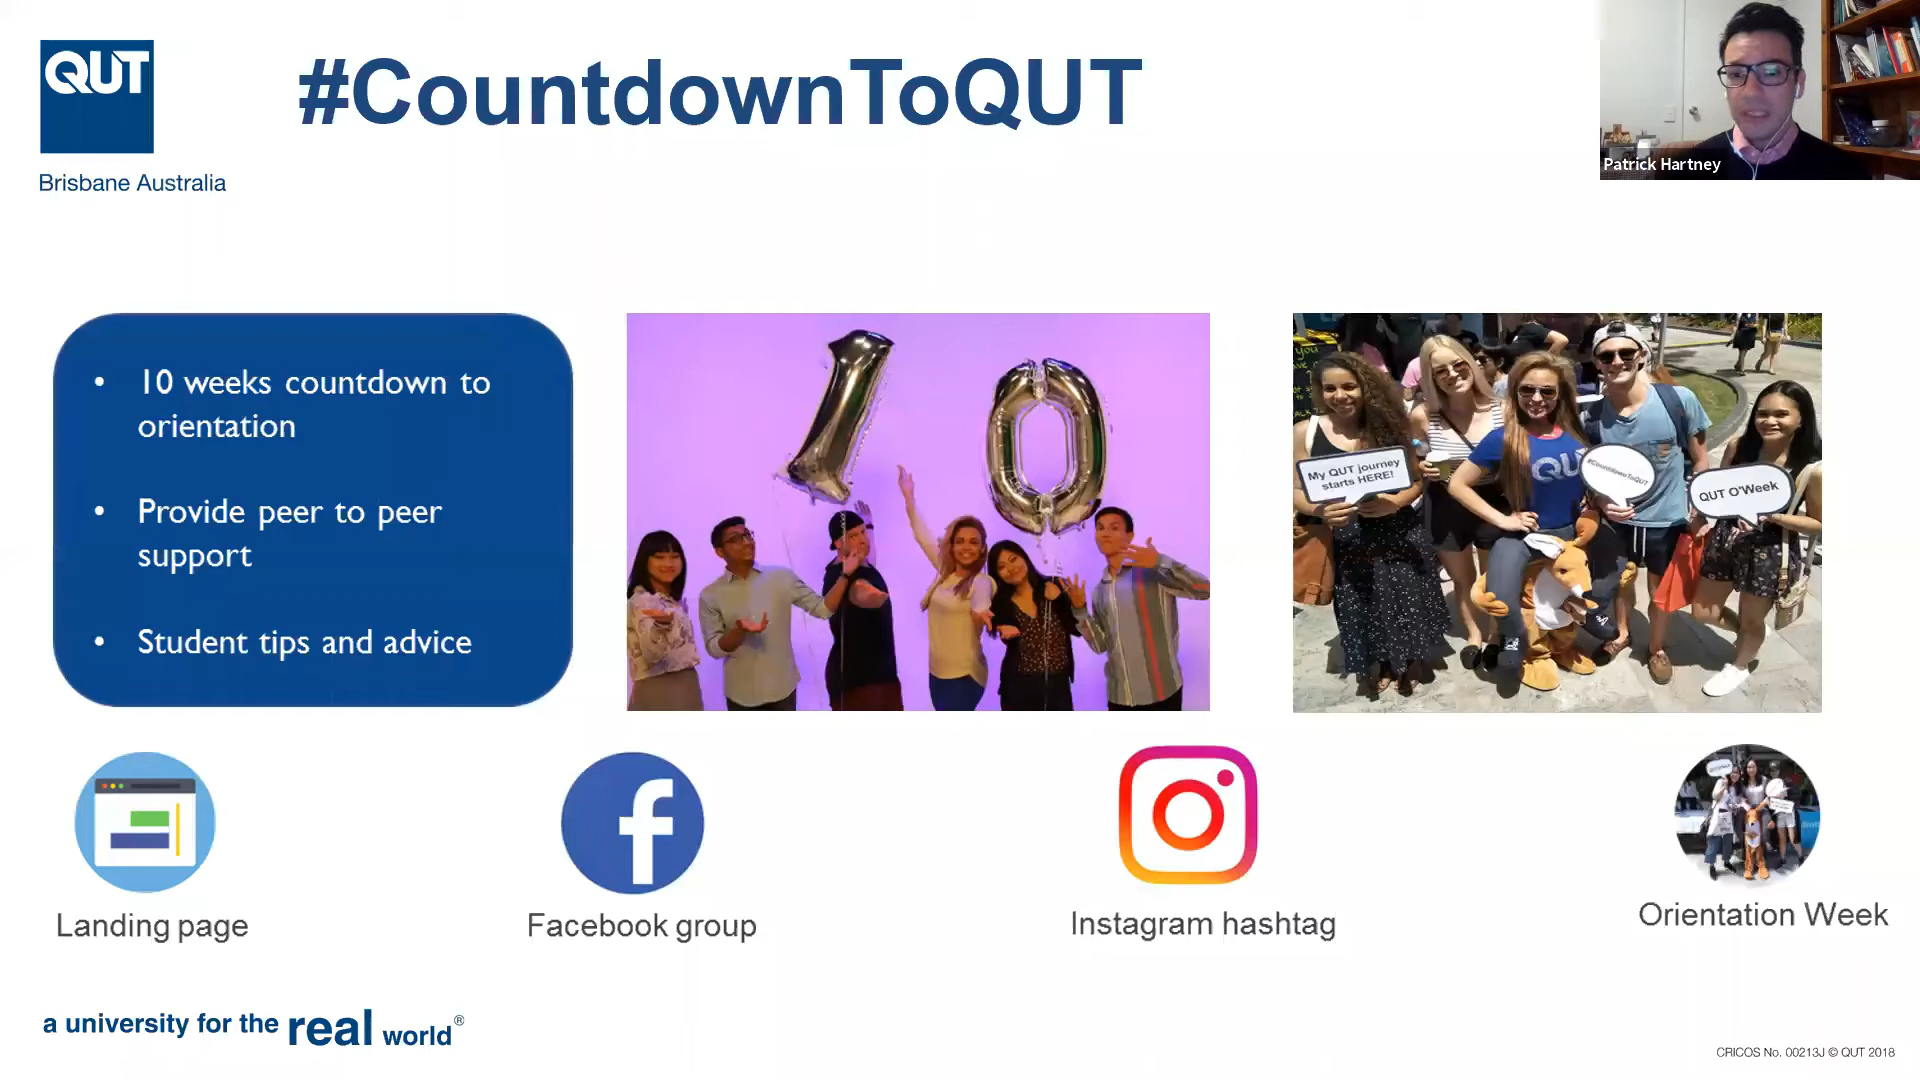 QUT
Brisbane Australia
#CountdownToQUT
Patrick Hartney
• 10 weeks countdown to
orientation
• Provide peer to peer
support
• Student tips and advice
10
My QUT journey
starts HERE!
QUT
#CountdownToQUT
QUT O'Week
Landing page
Facebook group
Instagram hashtag
Orientation Week
a university for the real world®
CRICOS No. 00213J © QUT 2018